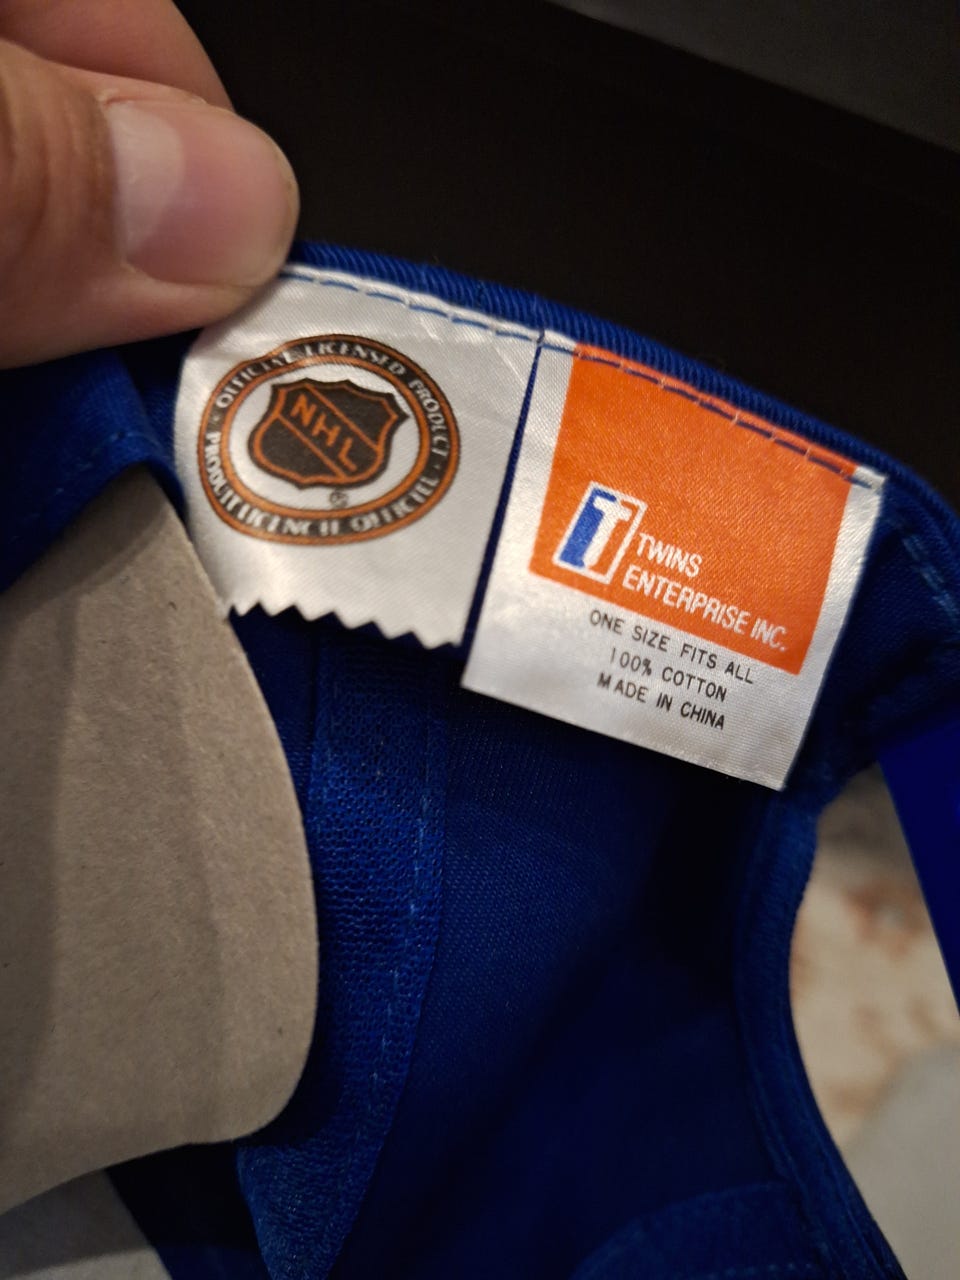 OFFICIAL LICENSED PRODUCT
NHL
®
PRODUIT LICENCIÉ OFFICIEL
T TWINS
ENTERPRISE INC.
ONE SIZE FITS ALL
100% COTTON
MADE IN CHINA